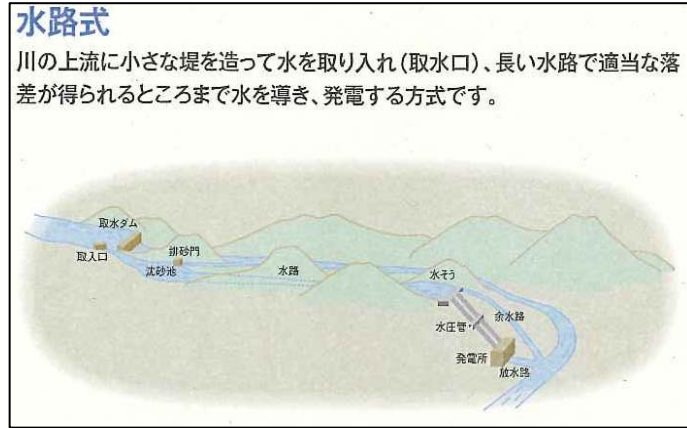 水路式
川の上流に小さな堤を造って水を取り入れ(取水口)、長い水路で適当な落
差が得られるところまで水を導き、発電する方式です。
取水ダム
取入口
排砂門
沈砂池
水路
水そう
水圧管
余水路
発電所
放水路